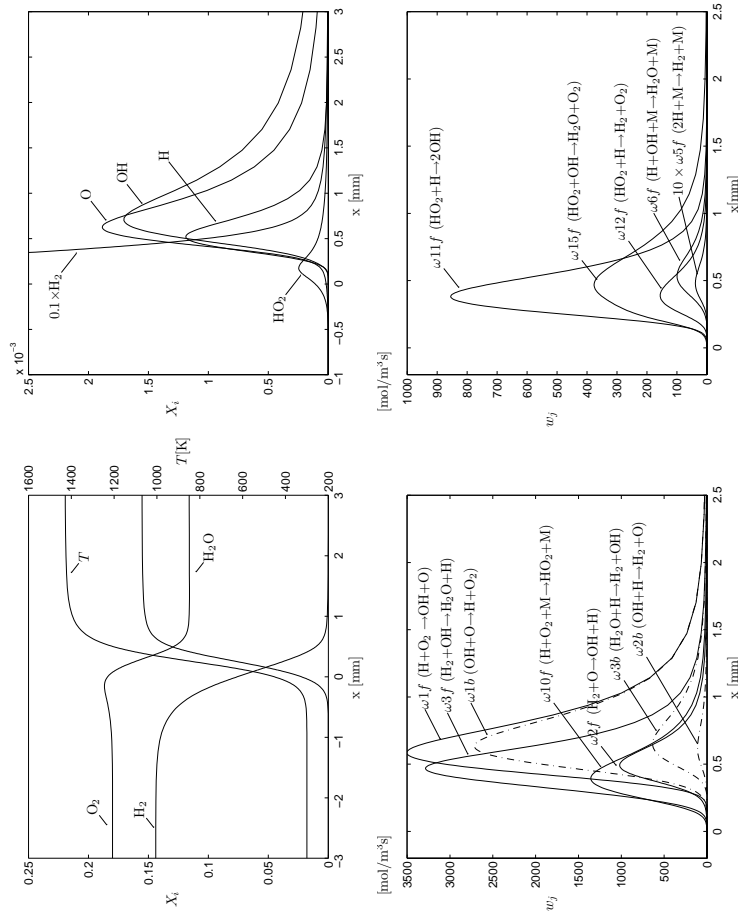 0.25
0.2
0.15
0.1
0.05
0
X_i
1600
1400
1200
1000
800
600
400
200
T[K]
−3
−2
−1
0
1
2
3
x [mm]
O₂
H₂
T
H₂O
x 10⁻³
2.5
2
1.5
1
0.5
0
X_i
−1
−0.5
0
0.5
1
1.5
2
2.5
3
x [mm]
0.1×H₂
HO₂
O
OH
H
[mol/m³s]
35000
30000
25000
20000
15000
10000
5000
0
w_j
0
0.5
1
1.5
2
2.5
x[mm]
ω1f (H+O₂ →OH+O)
ω3f (H₂+OH→H₂O+H)
ω1b (OH+O→H+O₂)
ω10f (H+O₂+M→HO₂+M)
ω2f (H₂+O→OH+H)
ω3b (H₂O+H→H₂+OH)
ω2b (OH+H→H₂+O)
[mol/m³s]
1000
900
800
700
600
500
400
300
200
100
0
w_j
0
0.5
1
1.5
2
2.5
x[mm]
ω11f (HO₂+H→2OH)
ω15f (HO₂+OH→H₂O+O₂)
ω12f (HO₂+H→H₂+O₂)
ω6f (H+OH+M→H₂O+M)
10 × ω5f (2H+M→H₂+M)